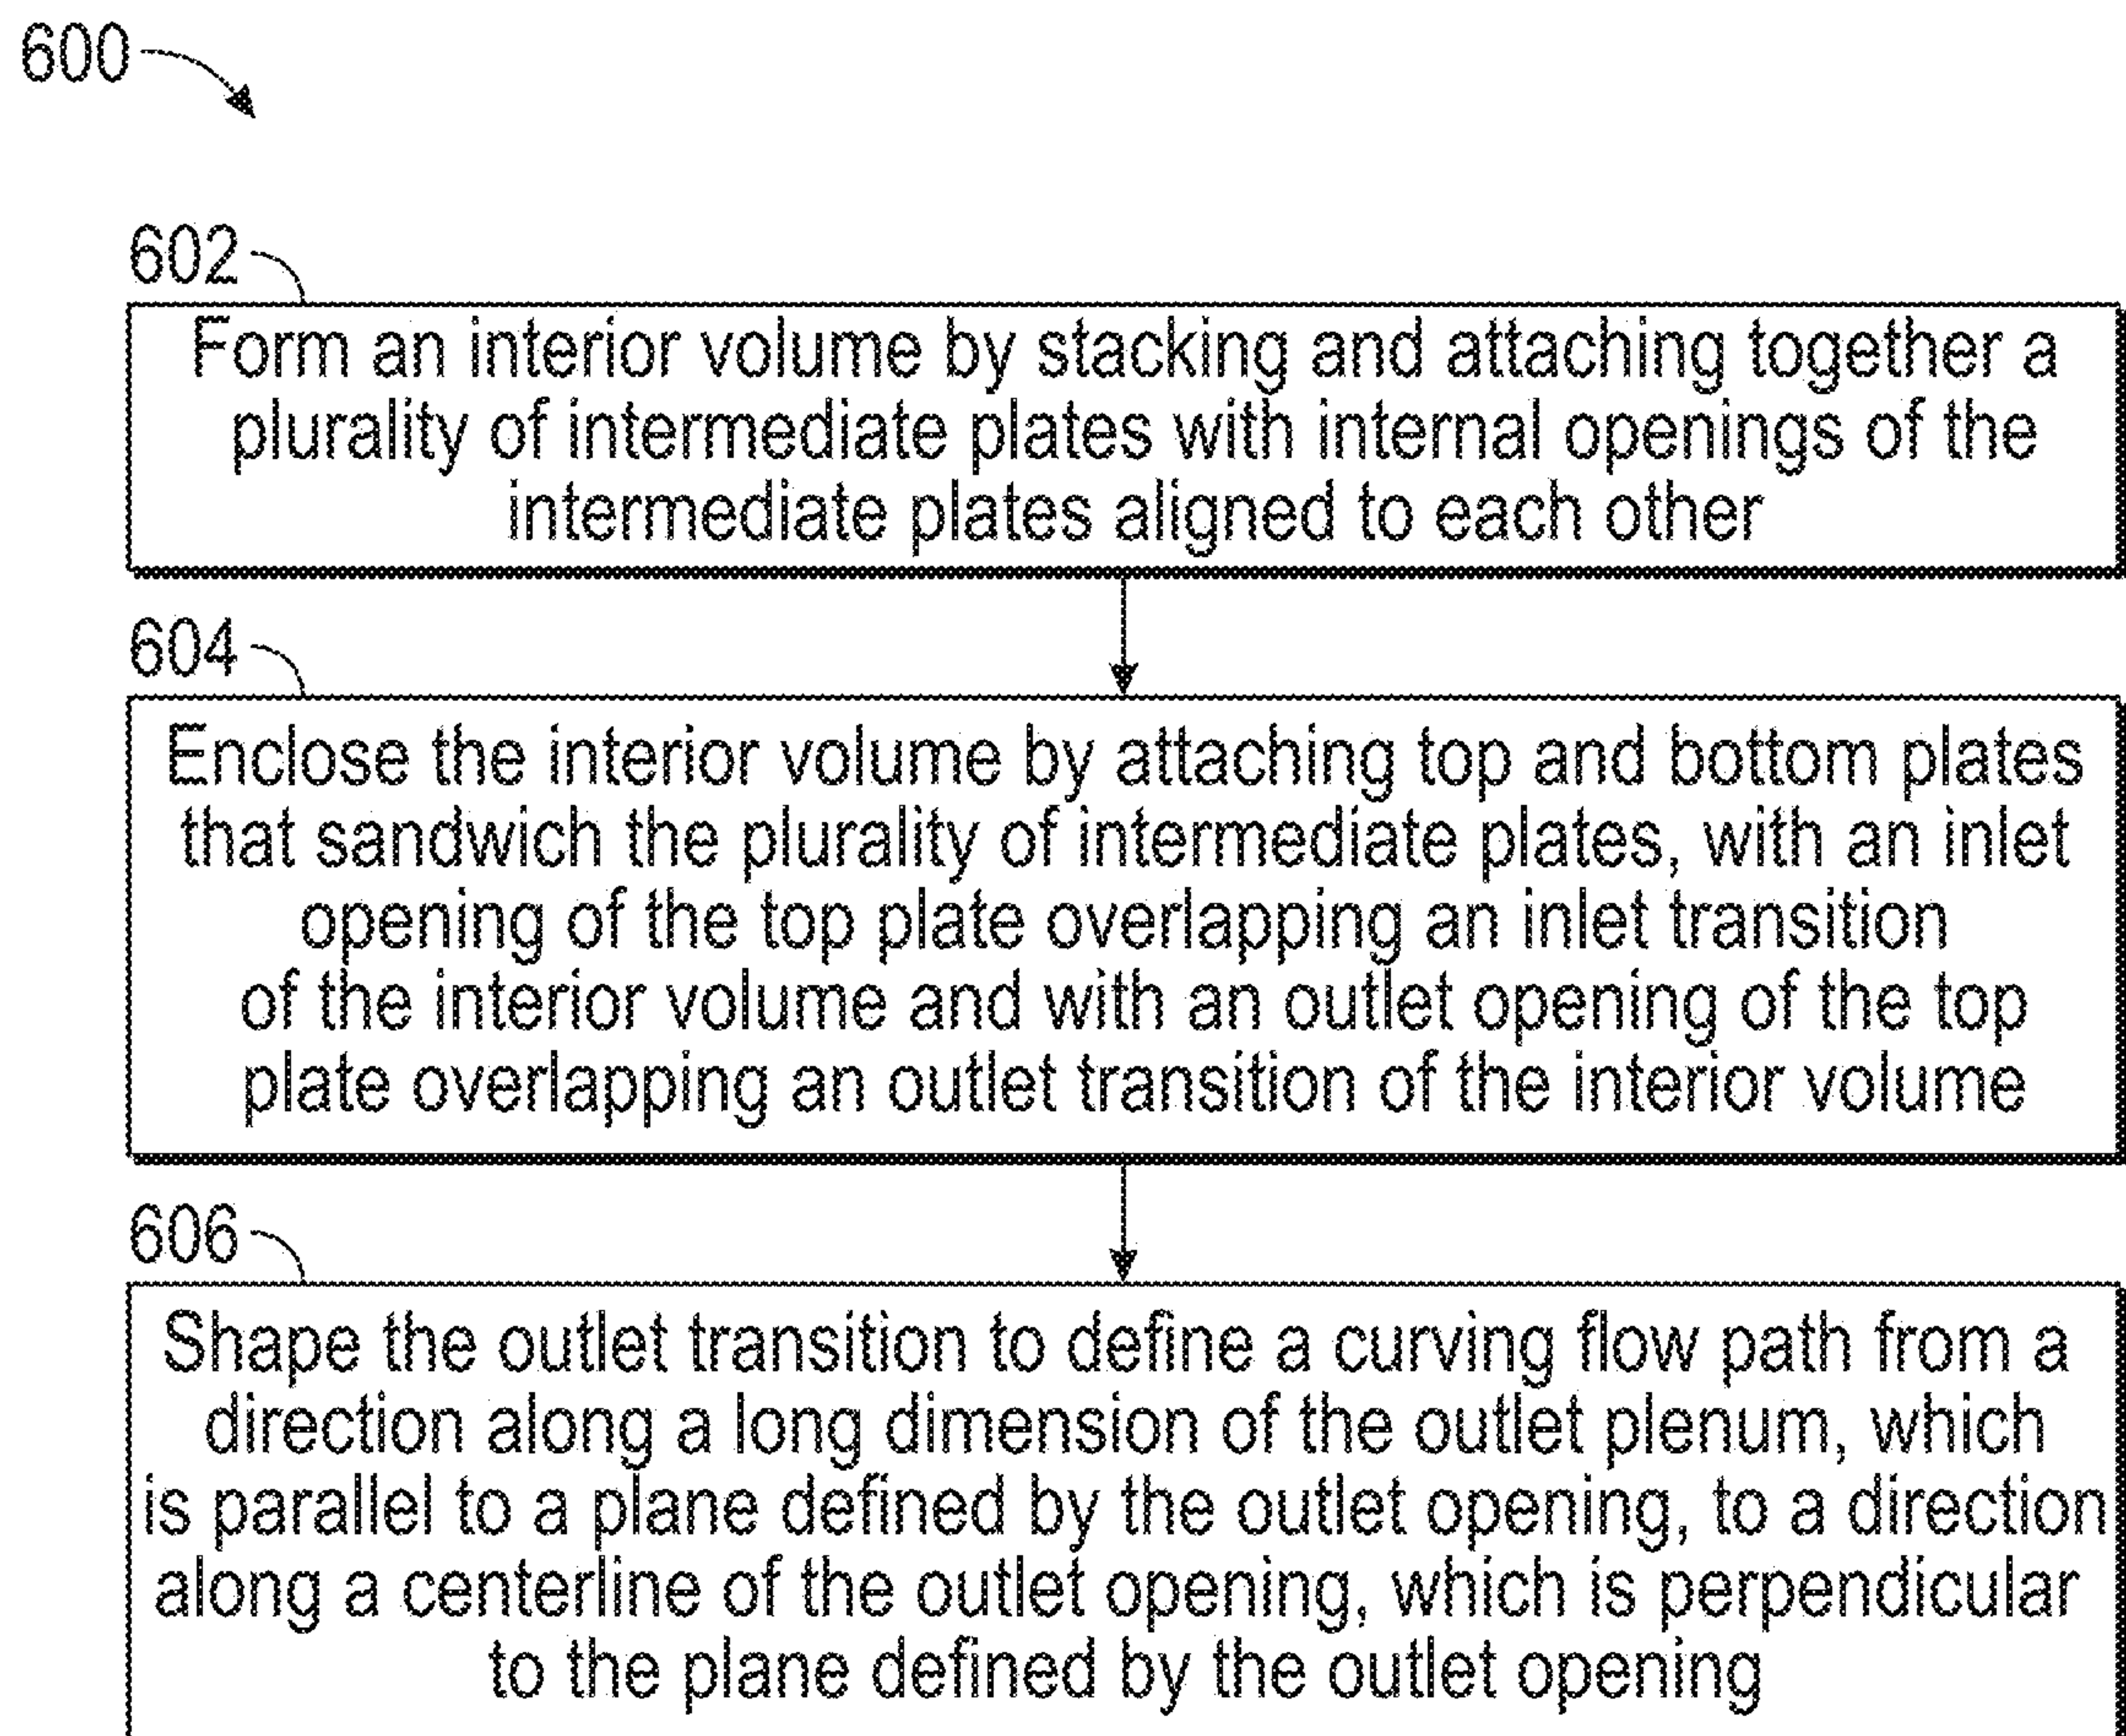 600
602
Form an interior volume by stacking and attaching together a
plurality of intermediate plates with internal openings of the
intermediate plates aligned to each other
604
Enclose the interior volume by attaching top and bottom plates
that sandwich the plurality of intermediate plates, with an inlet
opening of the top plate overlapping an inlet transition
of the interior volume and with an outlet opening of the top
plate overlapping an outlet transition of the interior volume
606
Shape the outlet transition to define a curving flow path from a
direction along a long dimension of the outlet plenum, which
is parallel to a plane defined by the outlet opening, to a direction
along a centerline of the outlet opening, which is perpendicular
to the plane defined by the outlet opening